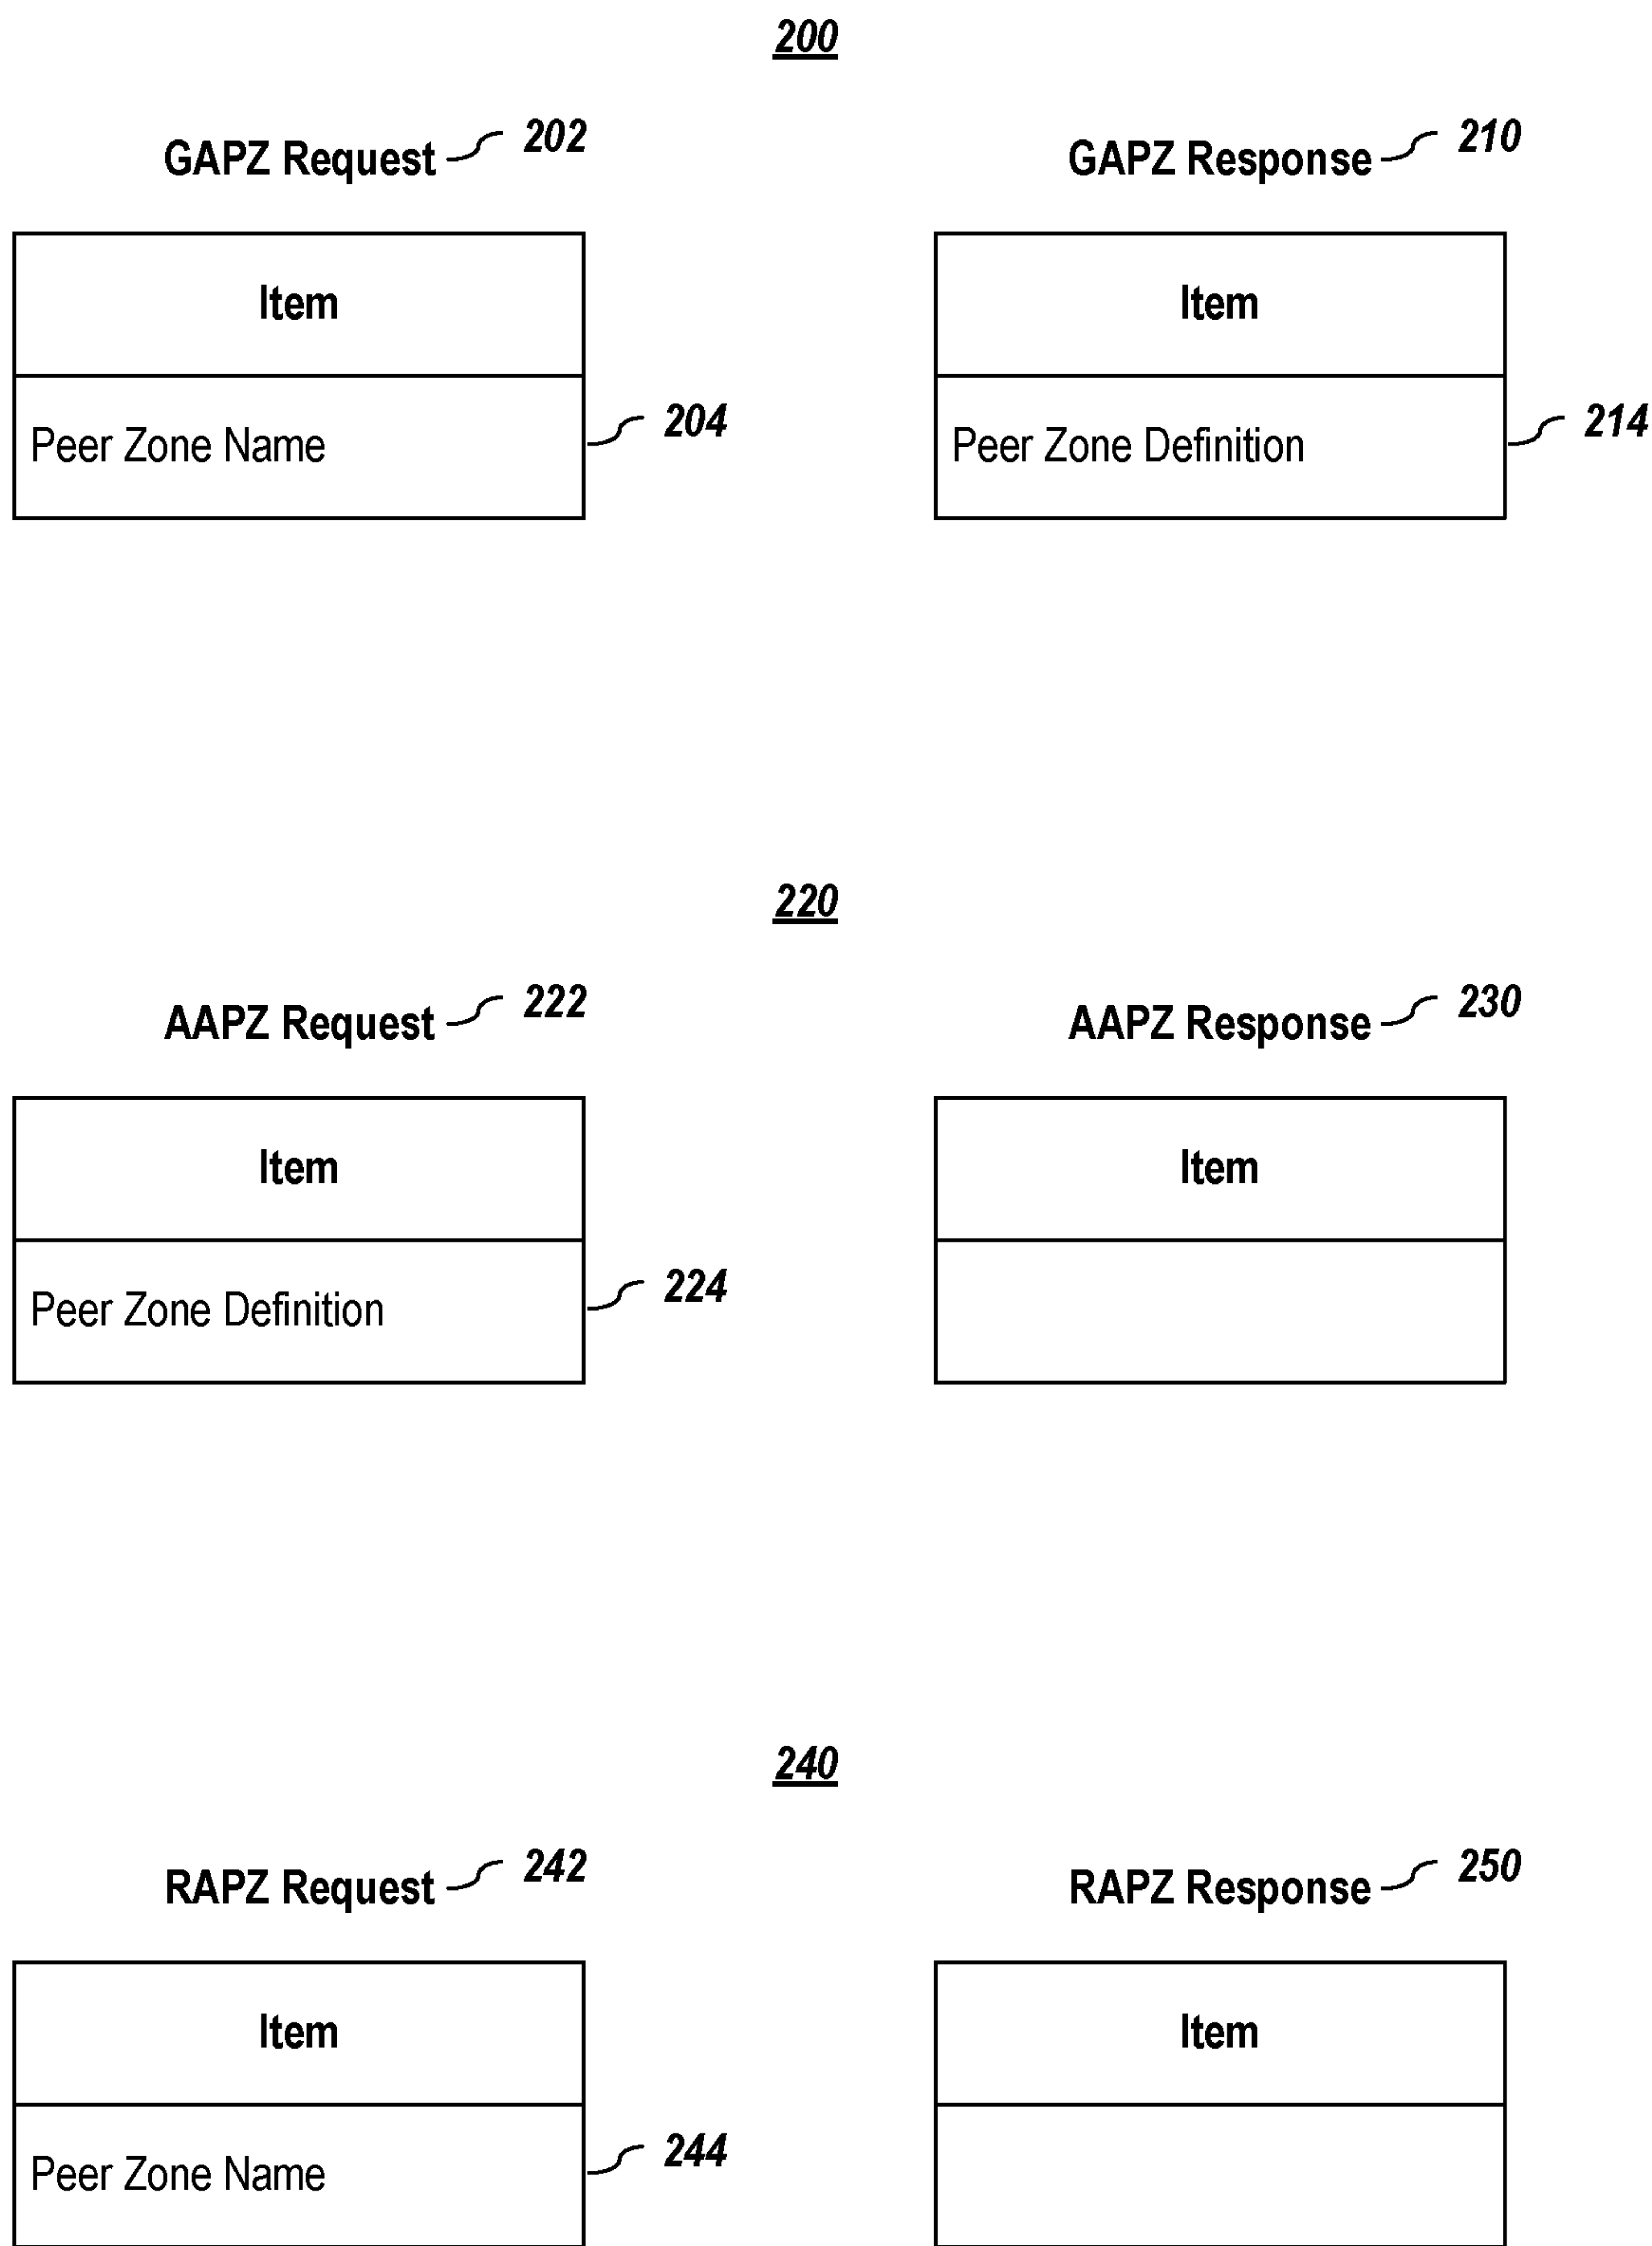 200
GAPZ Request 202
GAPZ Response 210
Item
Item
Peer Zone Name 204
Peer Zone Definition 214
220
AAPZ Request 222
AAPZ Response 230
Item
Item
Peer Zone Definition 224
240
RAPZ Request 242
RAPZ Response 250
Item
Item
Peer Zone Name 244